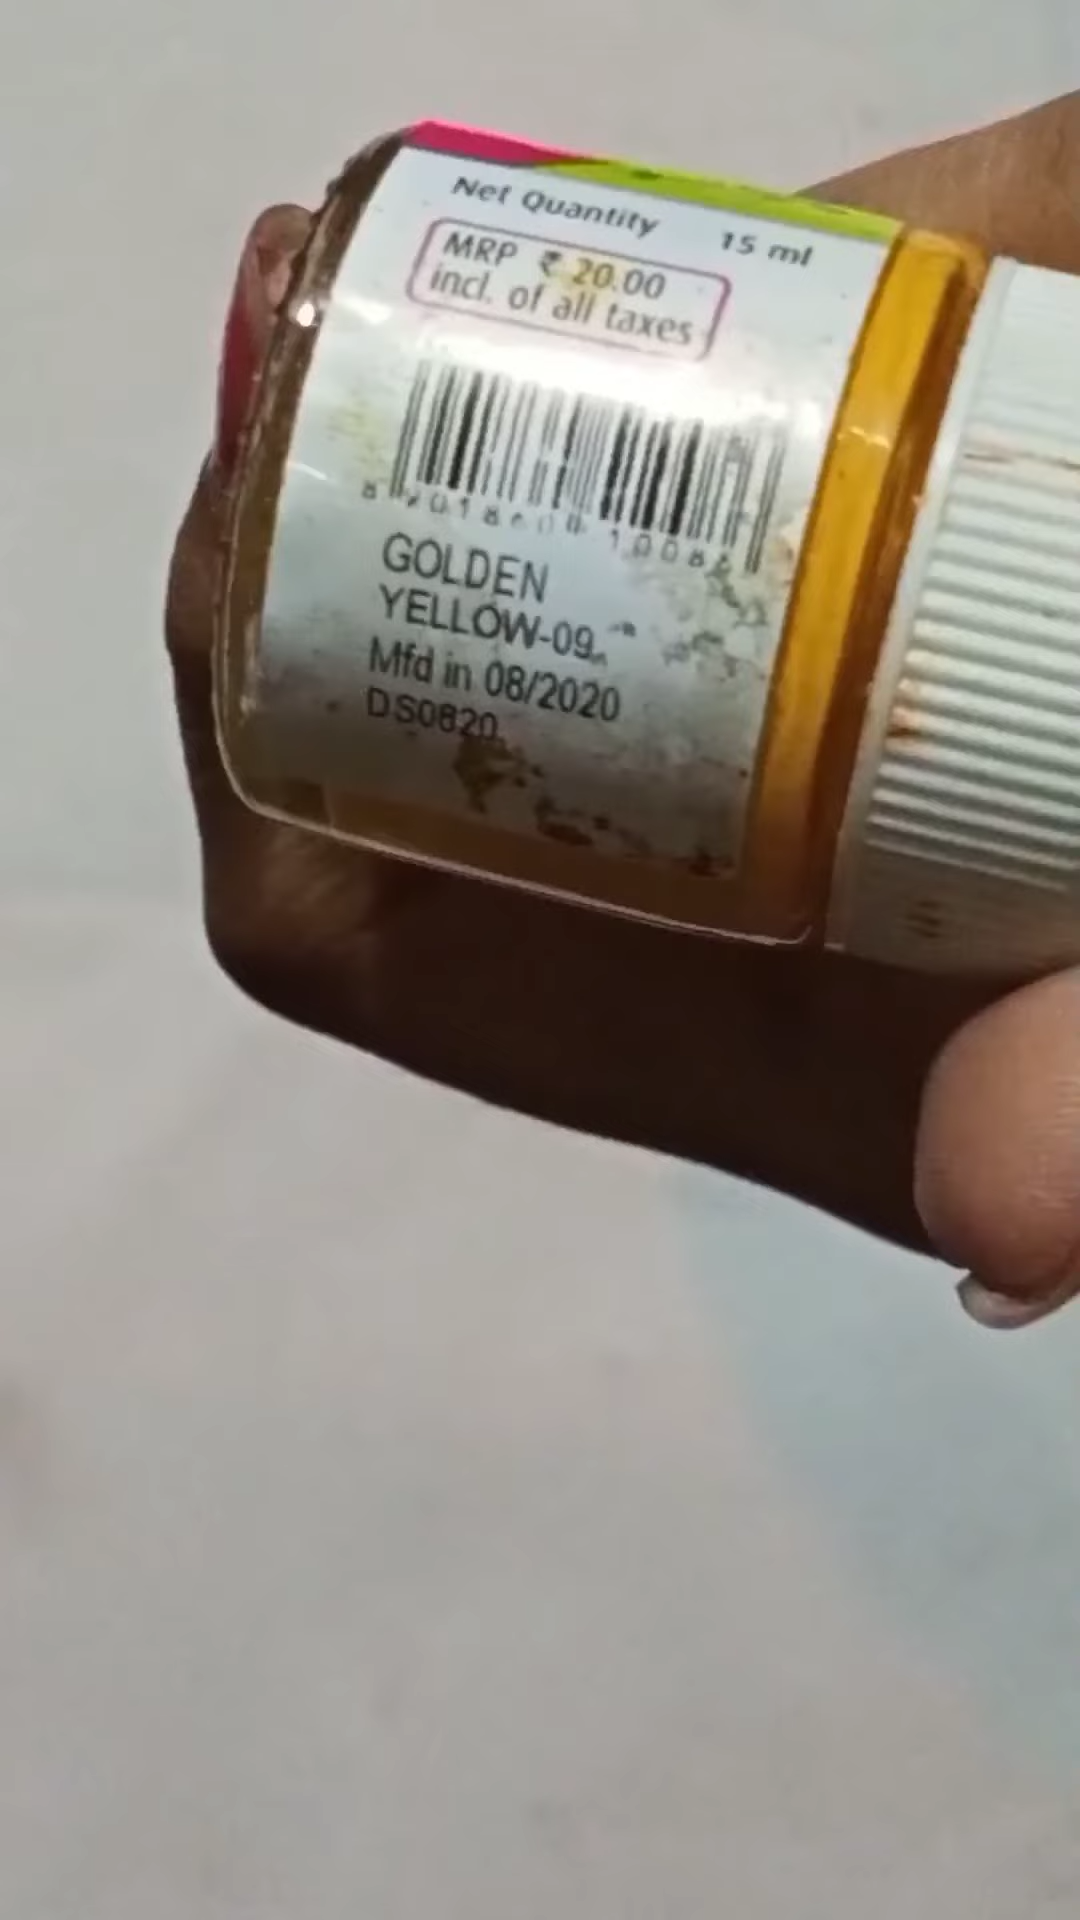 Net Quantity 15 ml
MRP ₹ 20.00
incl. of all taxes
GOLDEN
YELLOW-09
Mfd in 08/2020
DS0820